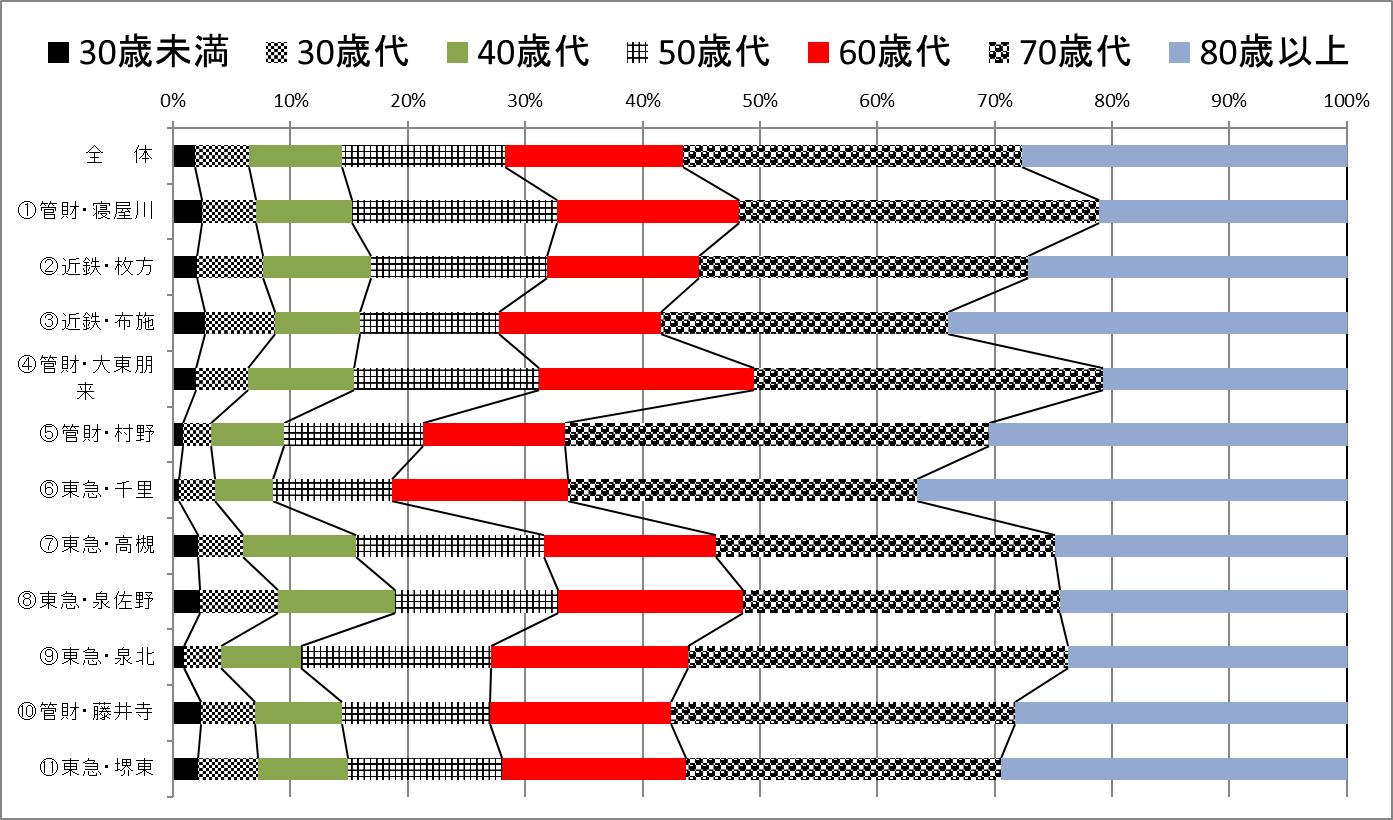 30歳未満 30歳代 40歳代 50歳代 60歳代 70歳代 80歳以上
0% 10% 20% 30% 40% 50% 60% 70% 80% 90% 100%
全 体
①管財・寝屋川
②近鉄・枚方
③近鉄・布施
④管財・大東朋
来
⑤管財・村野
⑥東急・千里
⑦東急・高槻
⑧東急・泉佐野
⑨東急・泉北
⑩管財・藤井寺
⑪東急・堺東